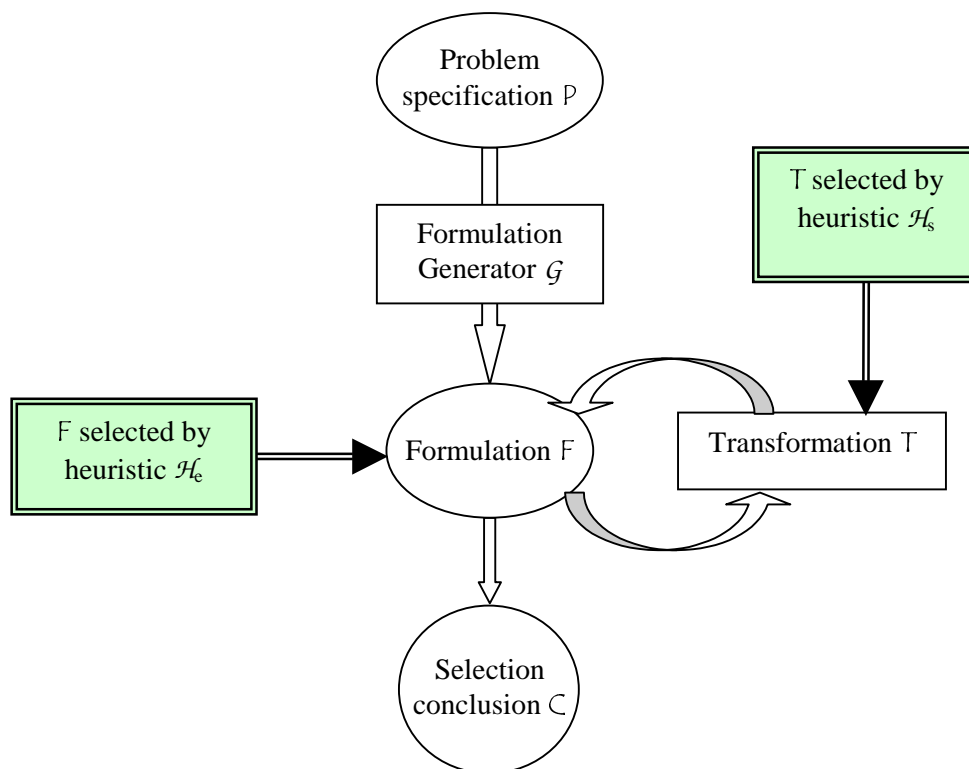 Problem
specification P
T selected by
heuristic ℋs
Formulation
Generator 𝒢
F selected by
heuristic ℋe
Formulation F
Transformation T
Selection
conclusion C